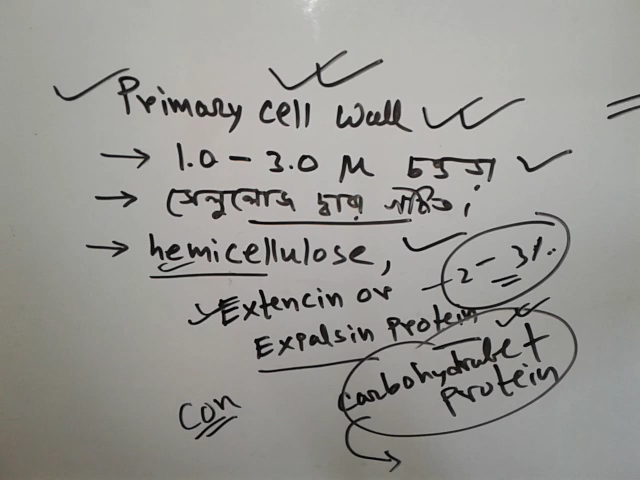 Primary cell wall
→ 1.0 - 3.0 μ চওড়া
→ সেলুলোজ দ্বারা গঠিত।
→ hemicellulose,
Extencin or - 2 - 3%.
Expalsin protein
carbohydrate +
protein
con